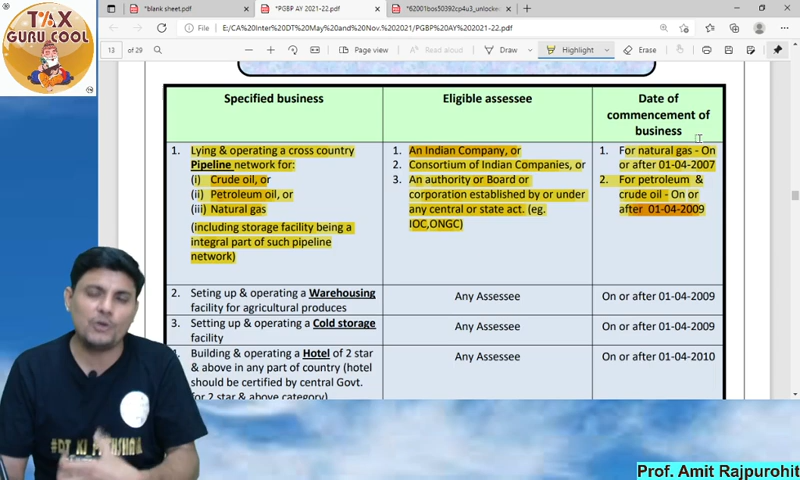 TAX
GURU COOL
*blank sheet.pdf
*PGBP AY 2021-22.pdf
*62001bos50392cp4u3_unlocked
E:/CA%20Inter%20DT%20May%20and%20Nov.%202021/PGBP%20AY%202021-22.pdf
13 of 29
Page view
Read aloud
Draw
Highlight
Erase
Specified business
Eligible assessee
Date of
commencement of
business
1. Lying & operating a cross country
Pipeline network for:
(i) Crude oil, or
(ii) Petroleum oil, or
(iii) Natural gas
(including storage facility being a
integral part of such pipeline
network)
1. An Indian Company, or
2. Consortium of Indian Companies, or
3. An authority or Board or
corporation established by or under
any central or state act. (eg.
IOC,ONGC)
1. For natural gas - On
or after 01-04-2007
2. For petroleum &
crude oil - On or
after 01-04-2009
2. Seting up & operating a Warehousing
facility for agricultural produces
Any Assessee
On or after 01-04-2009
3. Setting up & operating a Cold storage
facility
Any Assessee
On or after 01-04-2009
Building & operating a Hotel of 2 star
& above in any part of country (hotel
should be certified by central Govt.
for 2 star & above category)
Any Assessee
On or after 01-04-2010
Prof. Amit Rajpurohit